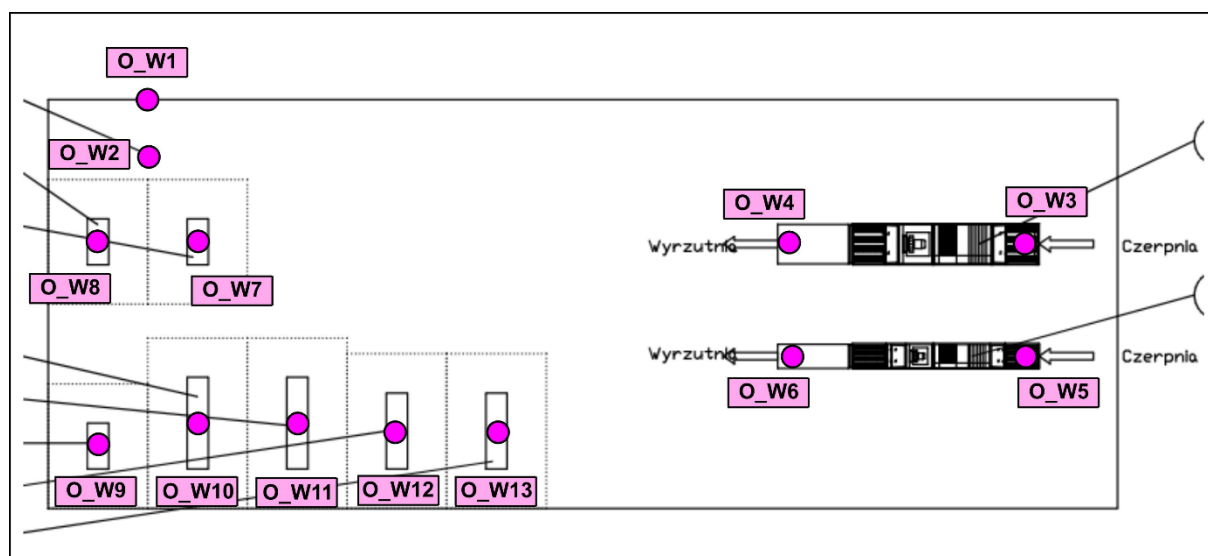 O_W1
O_W2
O_W4
O_W3
Wyrzutnia
Czerpnia
O_W8
O_W7
Wyrzutnia
Czerpnia
O_W6
O_W5
O_W9
O_W10
O_W11
O_W12
O_W13